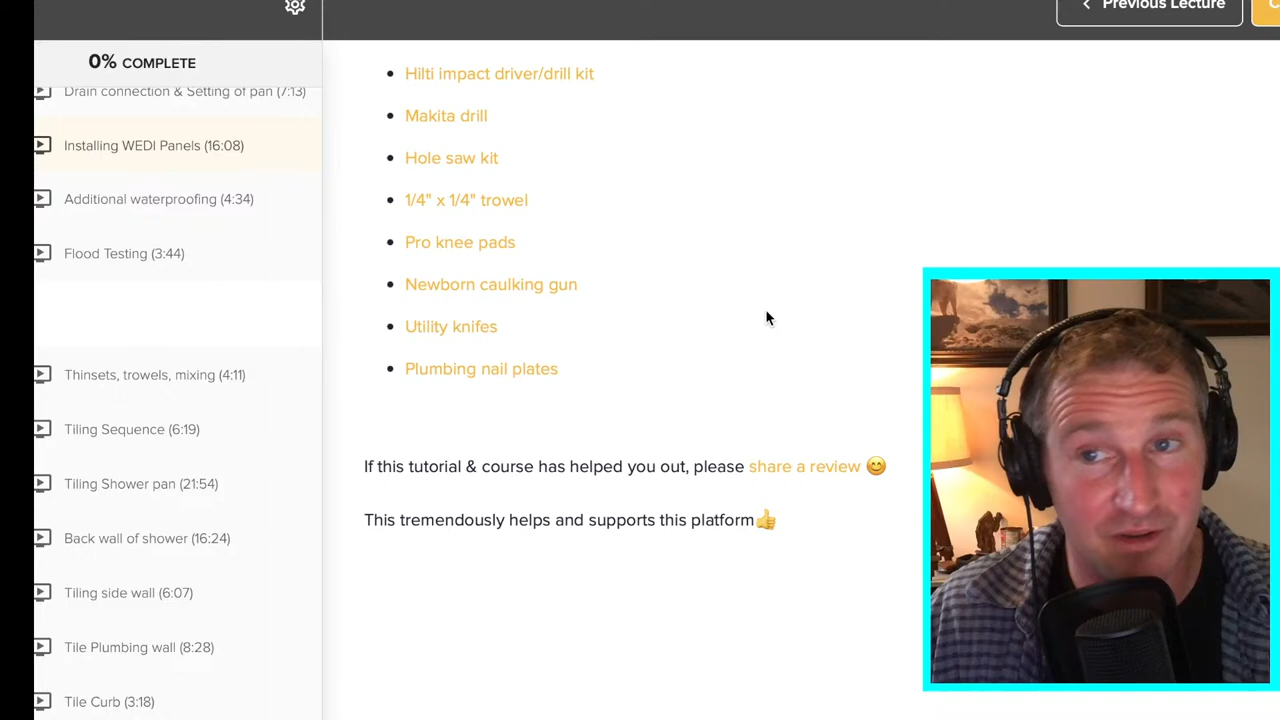 Previous Lecture
C
0% COMPLETE
Drain connection & Setting of pan (7:13)
Installing WEDI Panels (16:08)
Additional waterproofing (4:34)
Flood Testing (3:44)
Thinsets, trowels, mixing (4:11)
Tiling Sequence (6:19)
Tiling Shower pan (21:54)
Back wall of shower (16:24)
Tiling side wall (6:07)
Tile Plumbing wall (8:28)
Tile Curb (3:18)
Hilti impact driver/drill kit
Makita drill
Hole saw kit
1/4" x 1/4" trowel
Pro knee pads
Newborn caulking gun
Utility knifes
Plumbing nail plates
If this tutorial & course has helped you out, please share a review 😊
This tremendously helps and supports this platform👍